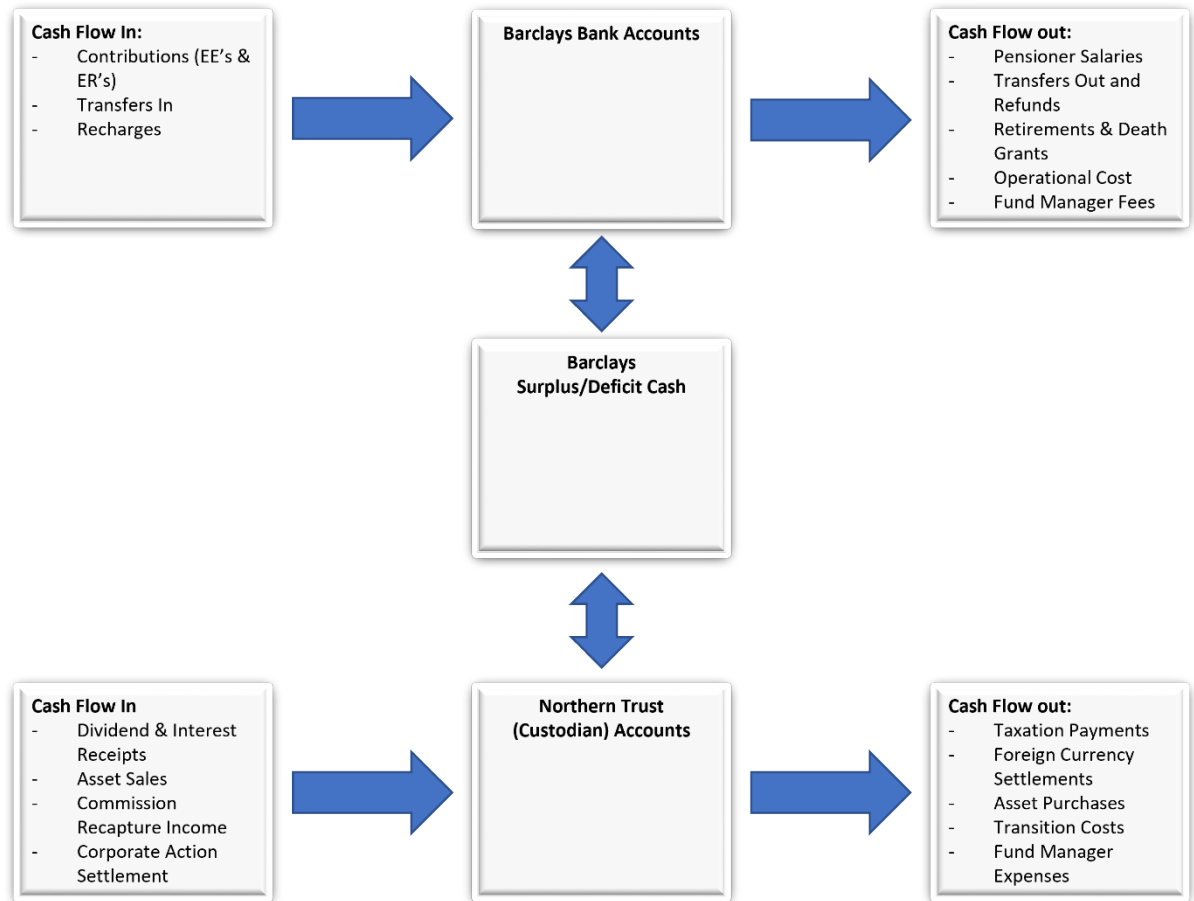 Cash Flow In:
- Contributions (EE's &
ER's)
- Transfers In
- Recharges
Barclays Bank Accounts
Cash Flow out:
- Pensioner Salaries
- Transfers Out and
Refunds
- Retirements & Death
Grants
- Operational Cost
- Fund Manager Fees
Barclays
Surplus/Deficit Cash
Cash Flow In
- Dividend & Interest
Receipts
- Asset Sales
- Commission
Recapture Income
- Corporate Action
Settlement
Northern Trust
(Custodian) Accounts
Cash Flow out:
- Taxation Payments
- Foreign Currency
Settlements
- Asset Purchases
- Transition Costs
- Fund Manager
Expenses